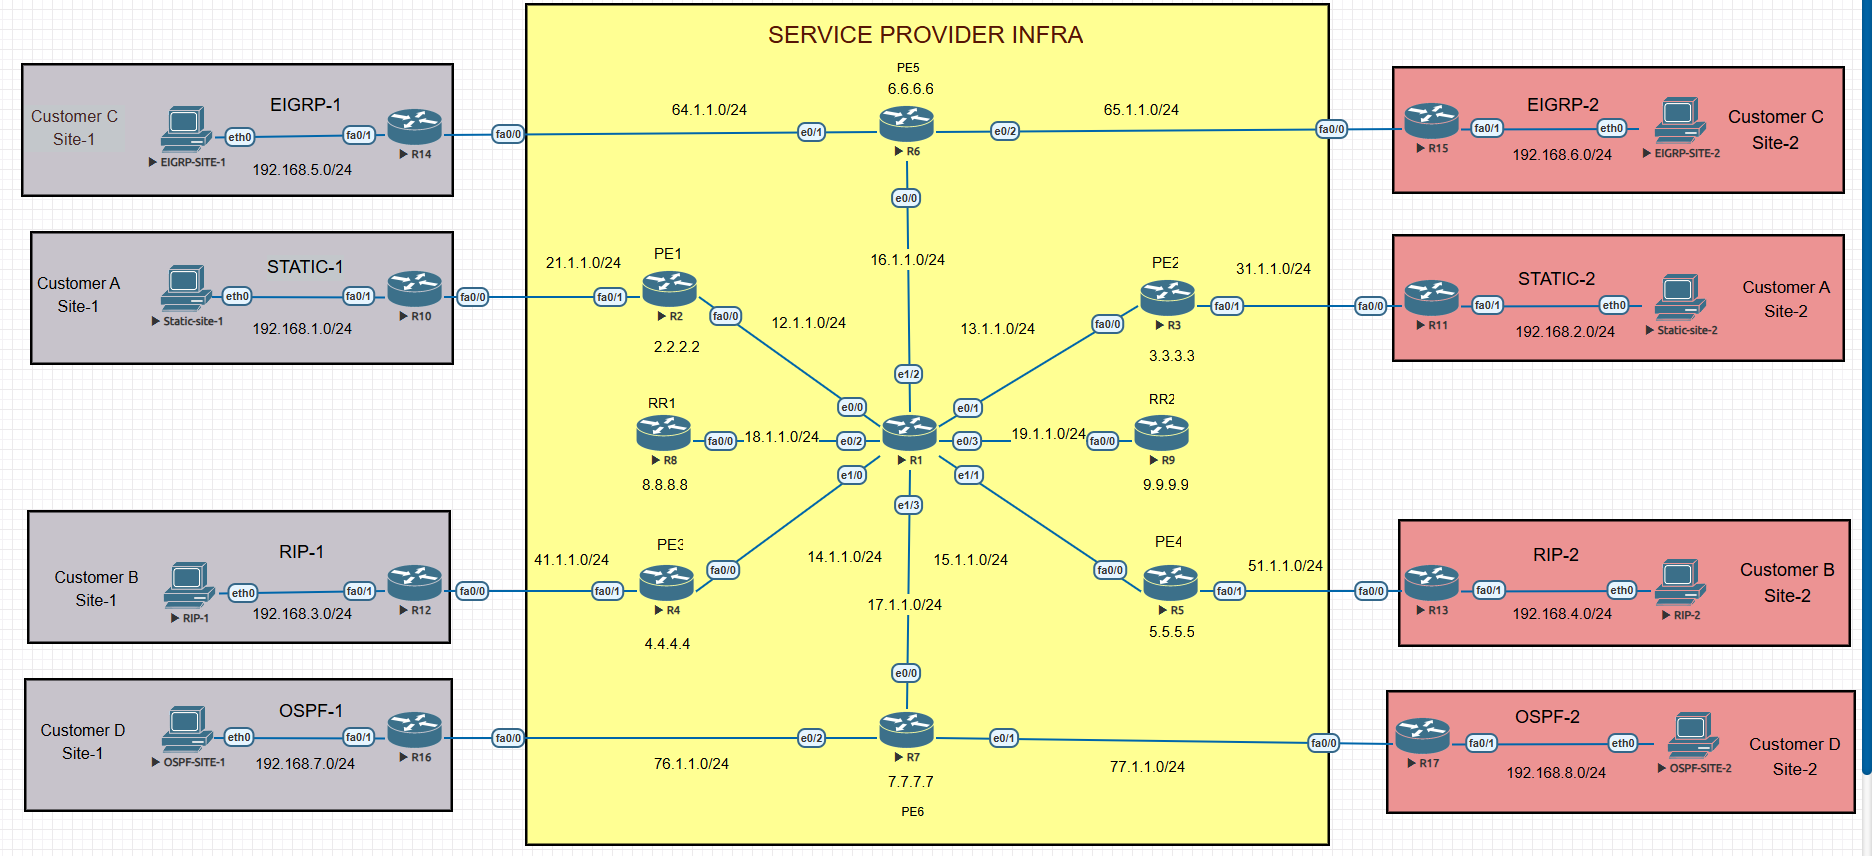 SERVICE PROVIDER INFRA
PE5
6.6.6.6
64.1.1.0/24
65.1.1.0/24
e0/1
e0/2
R6
e0/0
16.1.1.0/24
e1/2
Customer C
Site-1
EIGRP-1
eth0
fa0/1
fa0/0
EIGRP-SITE-1
R14
192.168.5.0/24
EIGRP-2
Customer C
Site-2
fa0/0
fa0/1
eth0
R15
EIGRP-SITE-2
192.168.6.0/24
Customer A
Site-1
STATIC-1
eth0
fa0/1
fa0/0
Static-site-1
R10
192.168.1.0/24
21.1.1.0/24
PE1
fa0/1
R2
fa0/0
2.2.2.2
12.1.1.0/24
e0/0
PE2
31.1.1.0/24
13.1.1.0/24
fa0/0
fa0/1
R3
3.3.3.3
e0/1
STATIC-2
Customer A
Site-2
fa0/0
fa0/1
eth0
R11
Static-site-2
192.168.2.0/24
RR1
fa0/0
18.1.1.0/24
e0/2
R8
8.8.8.8
R1
RR2
e0/3
19.1.1.0/24
fa0/0
R9
9.9.9.9
e1/0
e1/1
e1/3
Customer B
Site-1
RIP-1
eth0
fa0/1
fa0/0
RIP-1
R12
192.168.3.0/24
41.1.1.0/24
PE3
fa0/1
fa0/0
R4
4.4.4.4
14.1.1.0/24
15.1.1.0/24
17.1.1.0/24
PE4
51.1.1.0/24
fa0/0
fa0/1
R5
5.5.5.5
RIP-2
Customer B
Site-2
fa0/0
fa0/1
eth0
R13
RIP-2
192.168.4.0/24
Customer D
Site-1
OSPF-1
eth0
fa0/1
fa0/0
OSPF-SITE-1
R16
192.168.7.0/24
76.1.1.0/24
e0/0
e0/2
e0/1
R7
7.7.7.7
PE6
77.1.1.0/24
OSPF-2
Customer D
Site-2
fa0/0
fa0/1
eth0
R17
OSPF-SITE-2
192.168.8.0/24